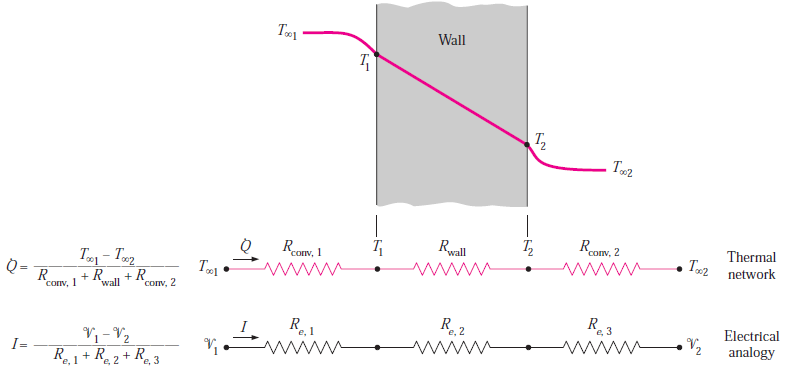 T∞1
Wall
T1
T2
T∞2
Q̇ = T∞1 − T∞2 / Rconv, 1 + Rwall + Rconv, 2
T∞1 Q̇ Rconv, 1 T1 Rwall T2 Rconv, 2 T∞2
Thermal
network
I = 𝒱1 − 𝒱2 / Re, 1 + Re, 2 + Re, 3
𝒱1 I Re, 1 Re, 2 Re, 3 𝒱2
Electrical
analogy